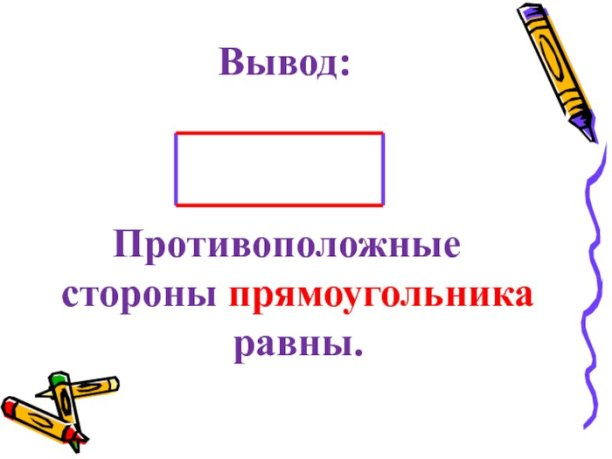 Вывод:
Противоположные
стороны прямоугольника
равны.